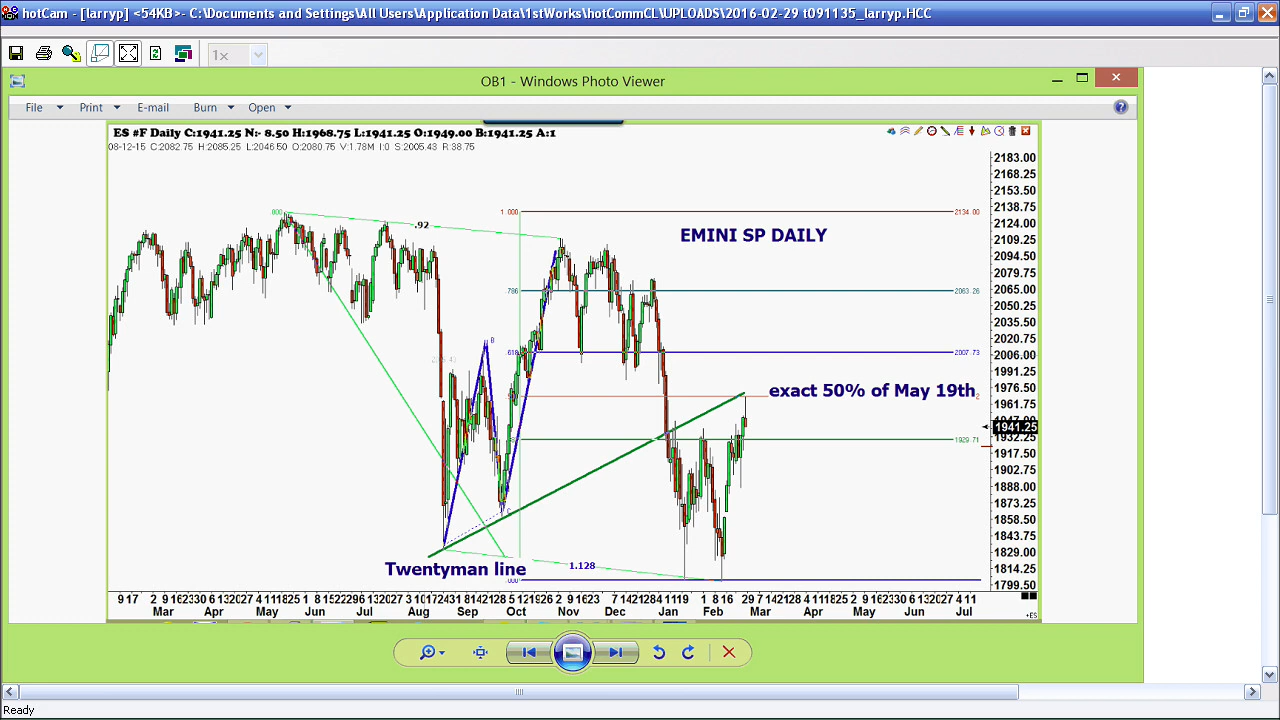 hotCam - [larryp] <54KB>- C:\Documents and Settings\All Users\Application Data\1stWorks\hotCommCL\UPLOADS\2016-02-29 t091135_larryp.HCC
1x
OB1 - Windows Photo Viewer
File Print E-mail Burn Open
ES #F Daily C:1941.25 N:- 8.50 H:1968.75 L:1941.25 O:1949.00 B:1941.25 A:1
08-12-15 C:2082.75 H:2085.25 L:2046.50 O:2080.75 V:1.78M I:0 S:2005.43 R:38.75
2183.00
2168.25
2153.50
2138.75
2124.00
2109.25
2094.50
2079.75
2065.00
2050.25
2035.50
2020.75
2006.00
1991.25
1976.50
1961.75
1941.25
1932.25
1917.50
1902.75
1888.00
1873.25
1858.50
1843.75
1829.00
1814.25
1799.50
.92
1.000 2134.00
EMINI SP DAILY
786 2063.26
B
618 2007.73
exact 50% of May 19th
1929.71
Twentyman line
1.128
Mar Apr May Jun Jul Aug Sep Oct Nov Dec Jan Feb Mar Apr May Jun Jul
+ES
Ready